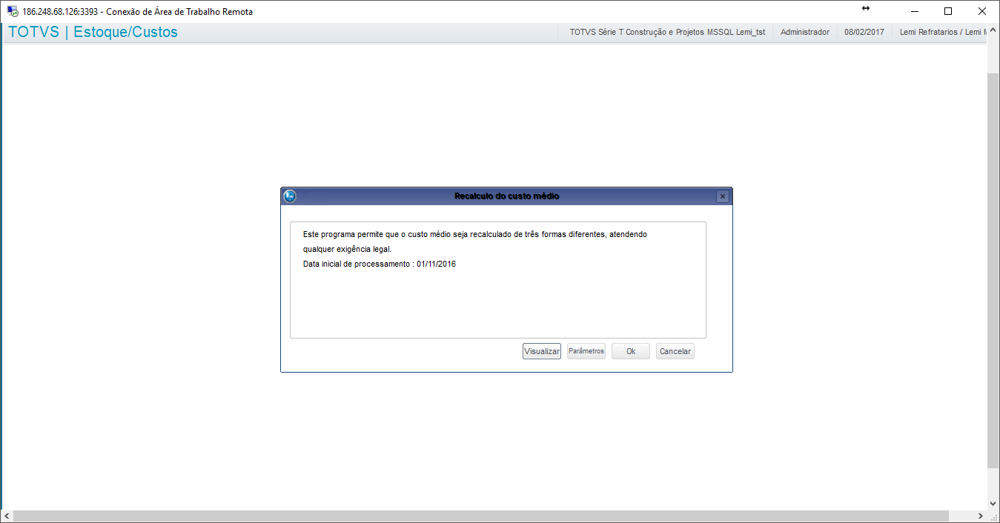 186.248.68.126:3393 - Conexão de Área de Trabalho Remota
TOTVS | Estoque/Custos
TOTVS Série T Construção e Projetos MSSQL Lemi_tst
Administrador
08/02/2017
Lemi Refratarios / Lemi
Recalculo do custo médio
Este programa permite que o custo médio seja recalculado de três formas diferentes, atendendo
qualquer exigência legal.
Data inicial de processamento : 01/11/2016
Visualizar
Parâmetros
Ok
Cancelar